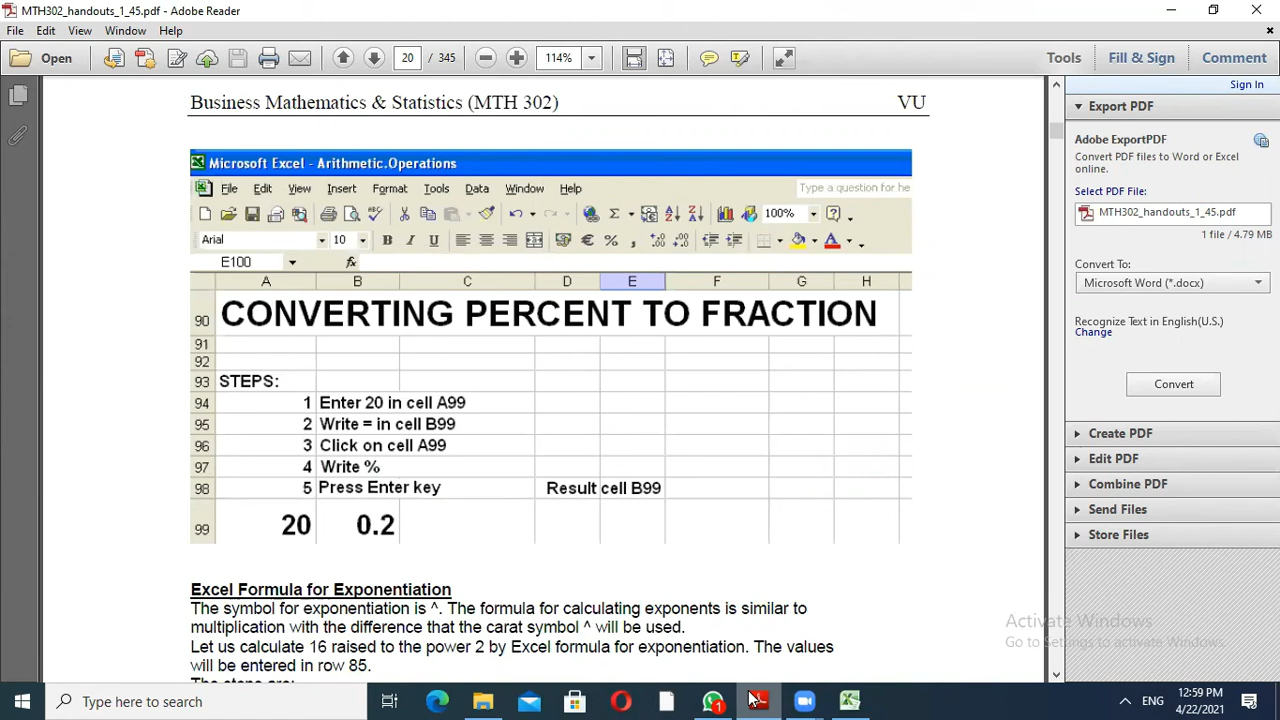 MTH302_handouts_1_45.pdf - Adobe Reader
File Edit View Window Help
Open 20 / 345 114% Tools Fill & Sign Comment
Sign In
Business Mathematics & Statistics (MTH 302) VU
Microsoft Excel - Arithmetic.Operations
File Edit View Insert Format Tools Data Window Help Type a question for he
100%
Arial 10 B I U % ,
E100 fx
A B C D E F G H
90 CONVERTING PERCENT TO FRACTION
91
92
93 STEPS:
94 1 Enter 20 in cell A99
95 2 Write = in cell B99
96 3 Click on cell A99
97 4 Write %
98 5 Press Enter key Result cell B99
99 20 0.2
Excel Formula for Exponentiation
The symbol for exponentiation is ^. The formula for calculating exponents is similar to
multiplication with the difference that the carat symbol ^ will be used.
Let us calculate 16 raised to the power 2 by Excel formula for exponentiation. The values
will be entered in row 85.
The steps are:
Export PDF
Adobe ExportPDF
Convert PDF files to Word or Excel
online.
Select PDF File:
MTH302_handouts_1_45.pdf
1 file / 4.79 MB
Convert To:
Microsoft Word (*.docx)
Recognize Text in English(U.S.)
Change
Convert
Create PDF
Edit PDF
Combine PDF
Send Files
Store Files
Activate Windows
Go to Settings to activate Windows.
Type here to search
1
ENG
12:59 PM
4/22/2021